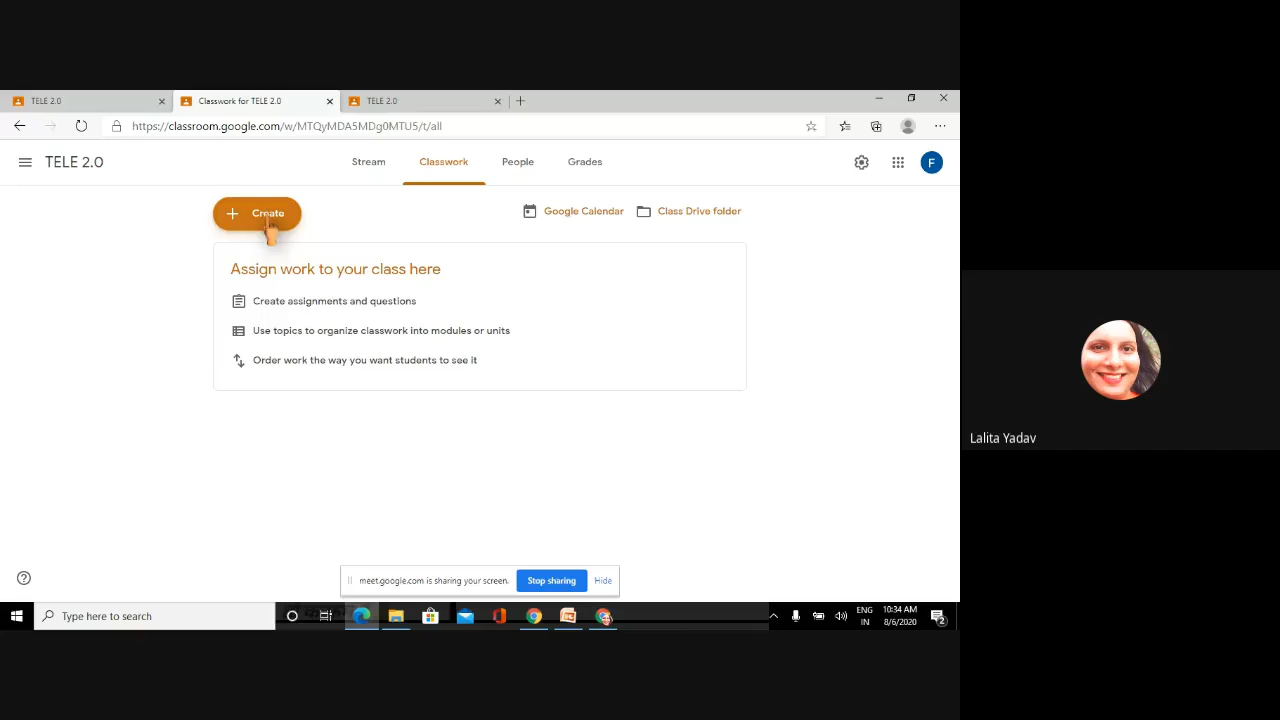 TELE 2.0
Classwork for TELE 2.0
TELE 2.0
https://classroom.google.com/w/MTQyMDA5MDg0MTU5/t/all
TELE 2.0
Stream
Classwork
People
Grades
F
Create
Google Calendar
Class Drive folder
Assign work to your class here
Create assignments and questions
Use topics to organize classwork into modules or units
Order work the way you want students to see it
Lalita Yadav
meet.google.com is sharing your screen.
Stop sharing
Hide
Type here to search
ENG
IN
10:34 AM
8/6/2020
2